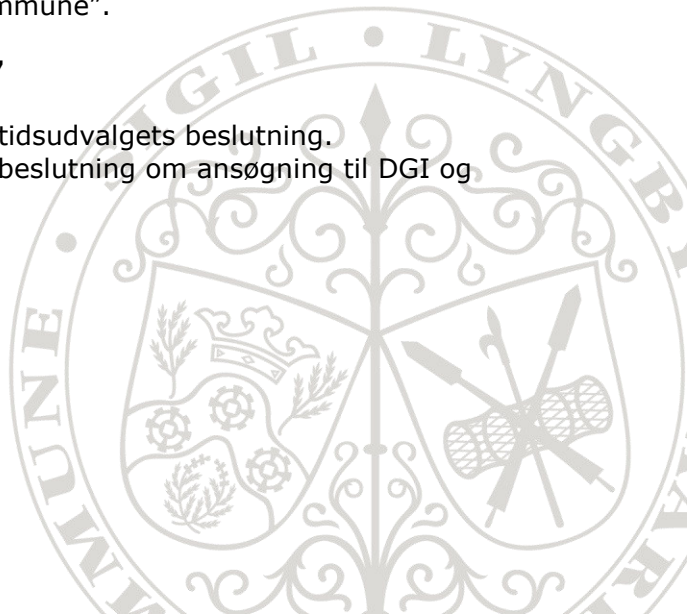 mmune”.
,
tidsudvalgets beslutning.
beslutning om ansøgning til DGI og
SIGIL • LYNGBY
MMUNE •